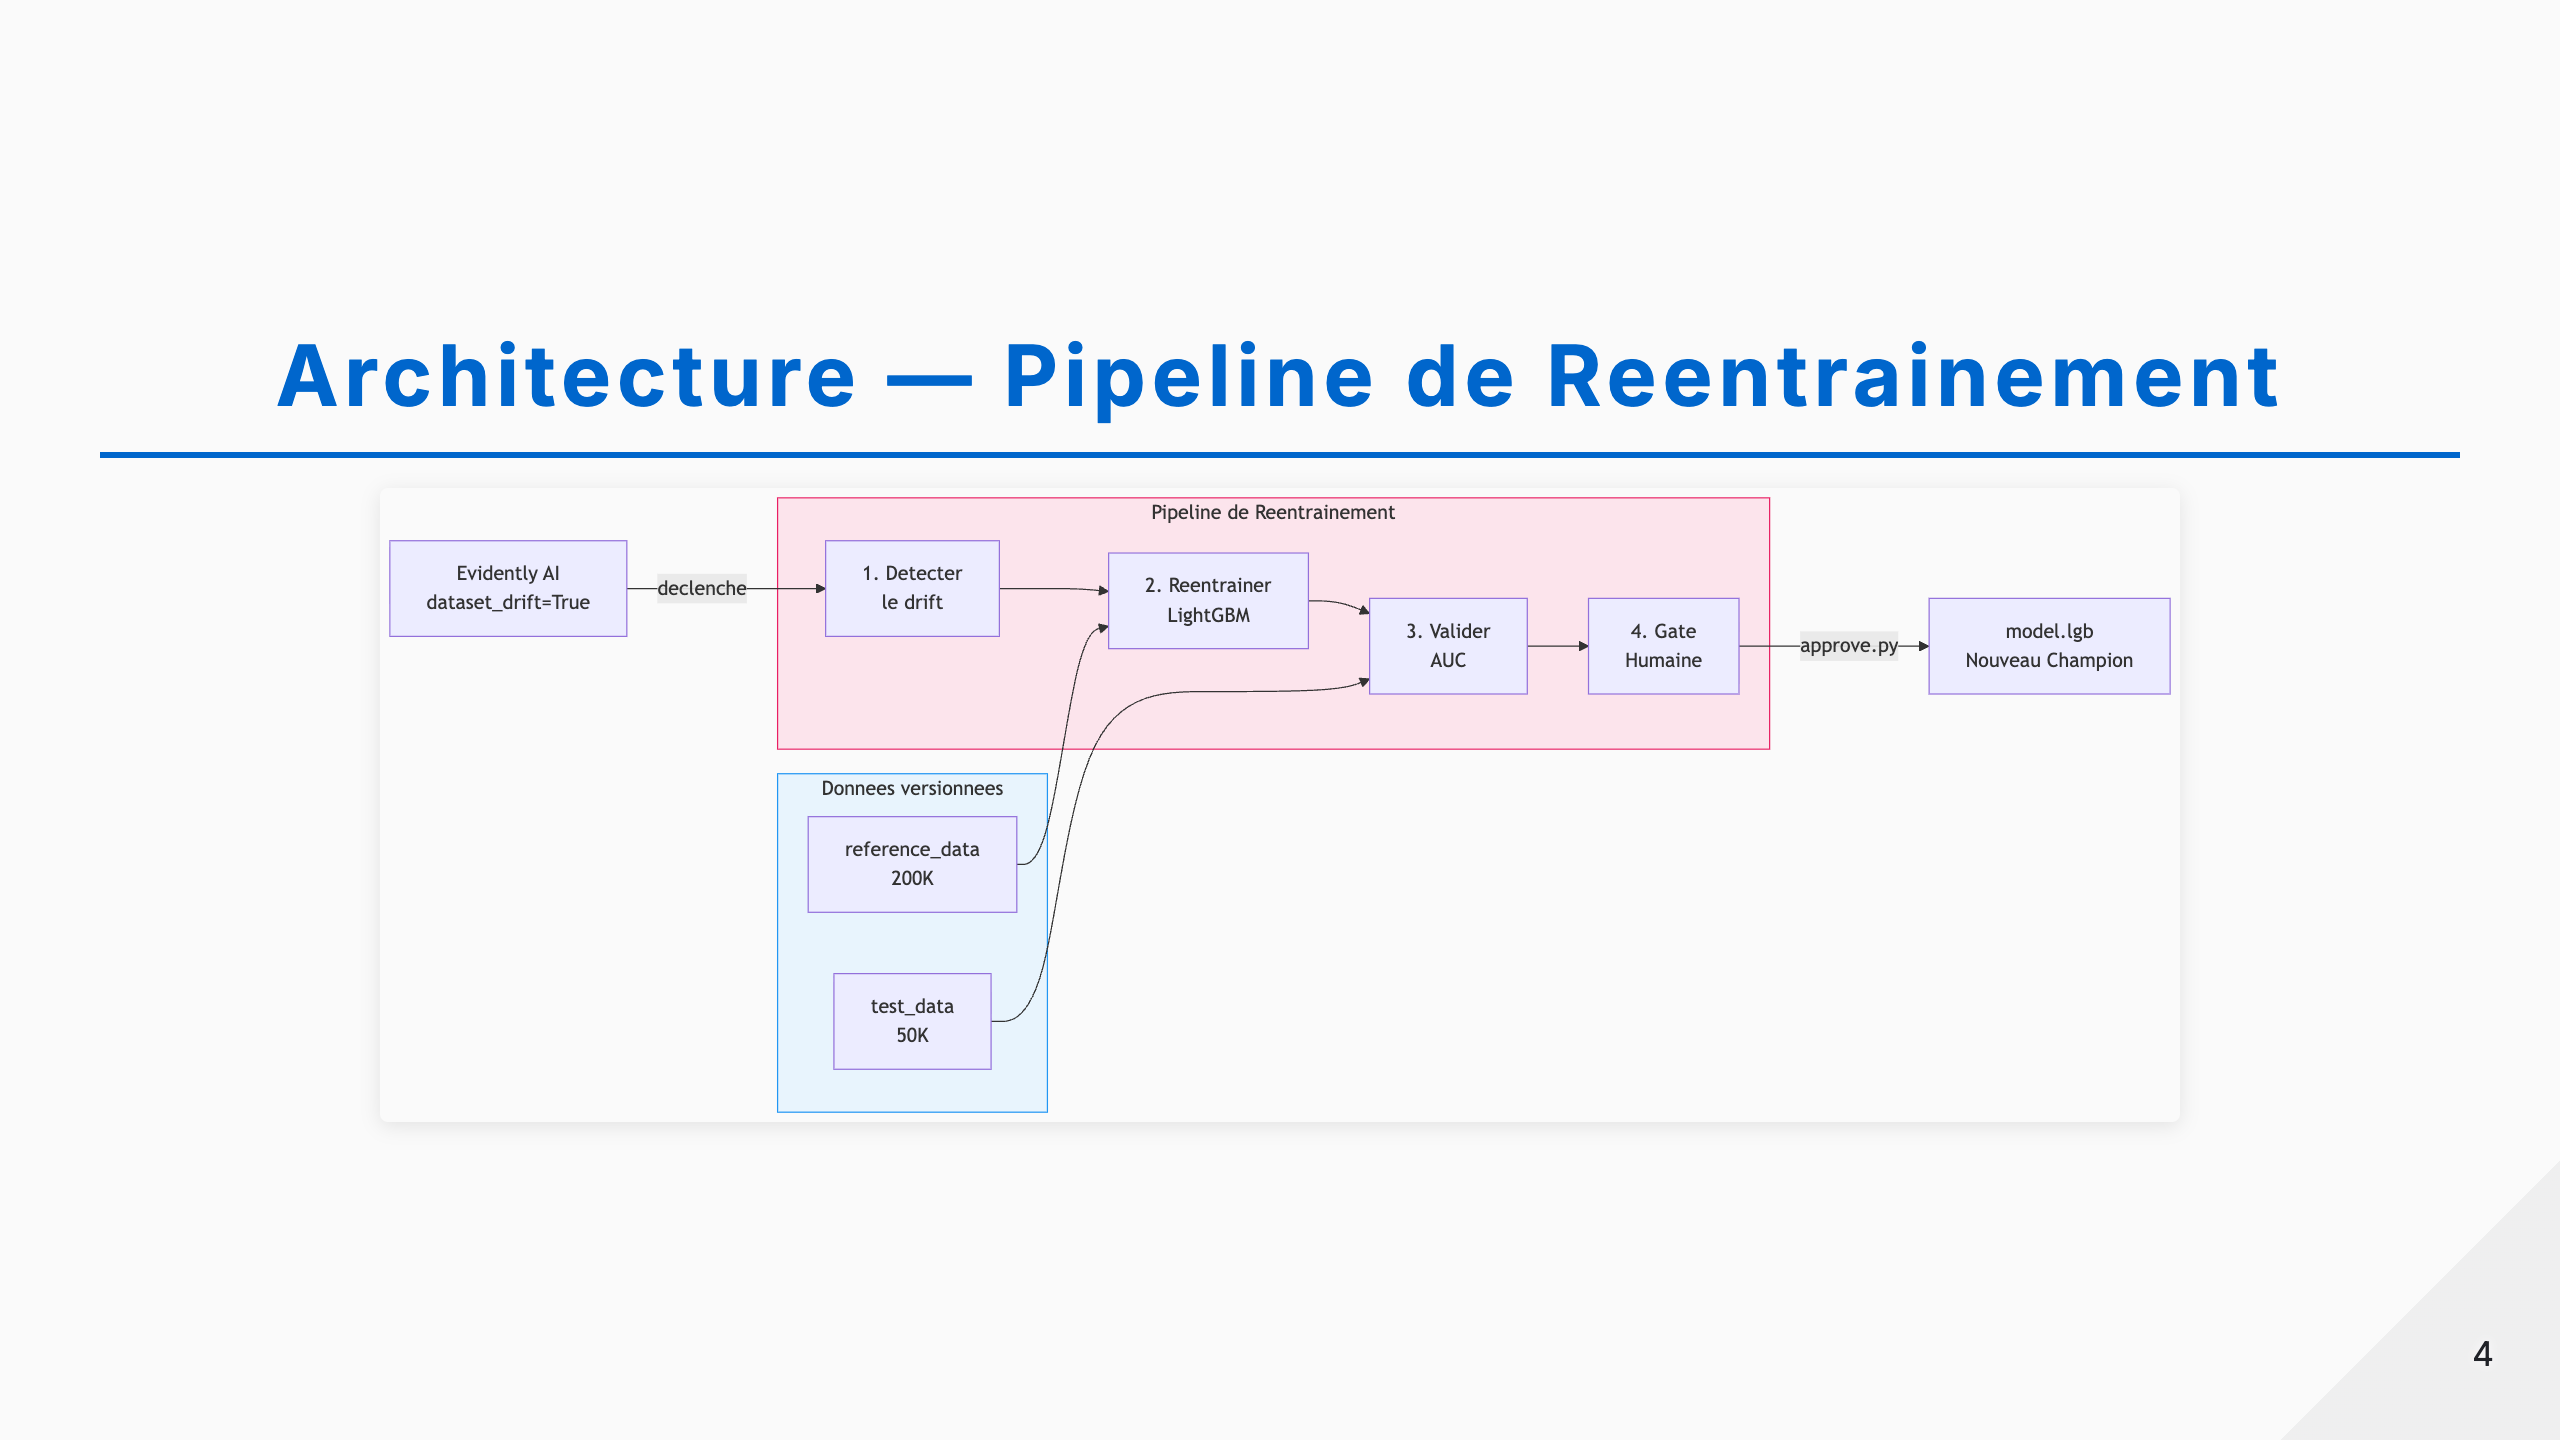 Architecture — Pipeline de Reentrainement
Pipeline de Reentrainement
Evidently AI
dataset_drift=True
declenche
1. Detecter
le drift
2. Reentrainer
LightGBM
3. Valider
AUC
4. Gate
Humaine
approve.py
model.lgb
Nouveau Champion
Donnees versionnees
reference_data
200K
test_data
50K
4